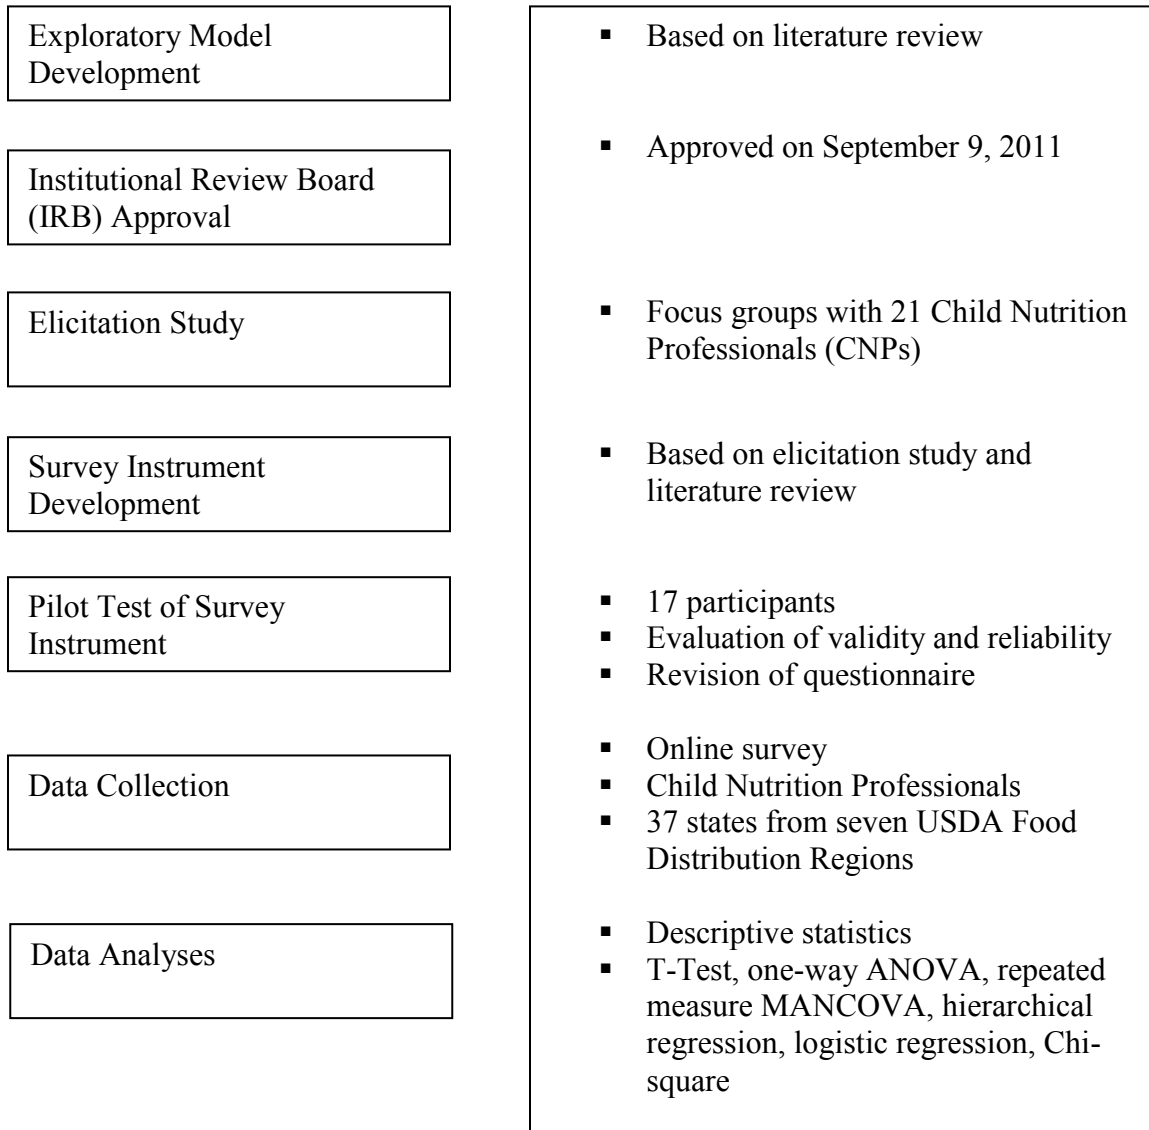 Exploratory Model
Development
▪ Based on literature review
Institutional Review Board
(IRB) Approval
▪ Approved on September 9, 2011
Elicitation Study
▪ Focus groups with 21 Child Nutrition
Professionals (CNPs)
Survey Instrument
Development
▪ Based on elicitation study and
literature review
Pilot Test of Survey
Instrument
▪ 17 participants
▪ Evaluation of validity and reliability
▪ Revision of questionnaire
Data Collection
▪ Online survey
▪ Child Nutrition Professionals
▪ 37 states from seven USDA Food
Distribution Regions
Data Analyses
▪ Descriptive statistics
▪ T-Test, one-way ANOVA, repeated
measure MANCOVA, hierarchical
regression, logistic regression, Chi-
square